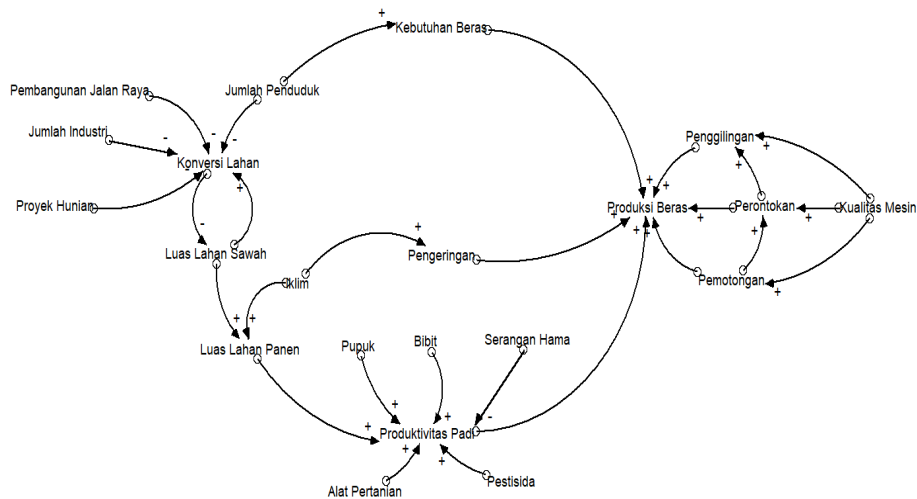 +
Kebutuhan Beras
Pembangunan Jalan Raya
Jumlah Penduduk
-
-
Jumlah Industri
-
-
Konversi Lahan
-
+
Proyek Hunian
-
Luas Lahan Sawah
Penggilingan
+
+
+
+
Produksi Beras
+
+
Perontokan
+
Kualitas Mesin
+
+
+
Pengeringan
Pemotongan
+
Iklim
+
+
Luas Lahan Panen
Pupuk
Bibit
Serangan Hama
+
+
-
+
Produktivitas Padi
+
+
Alat Pertanian
Pestisida